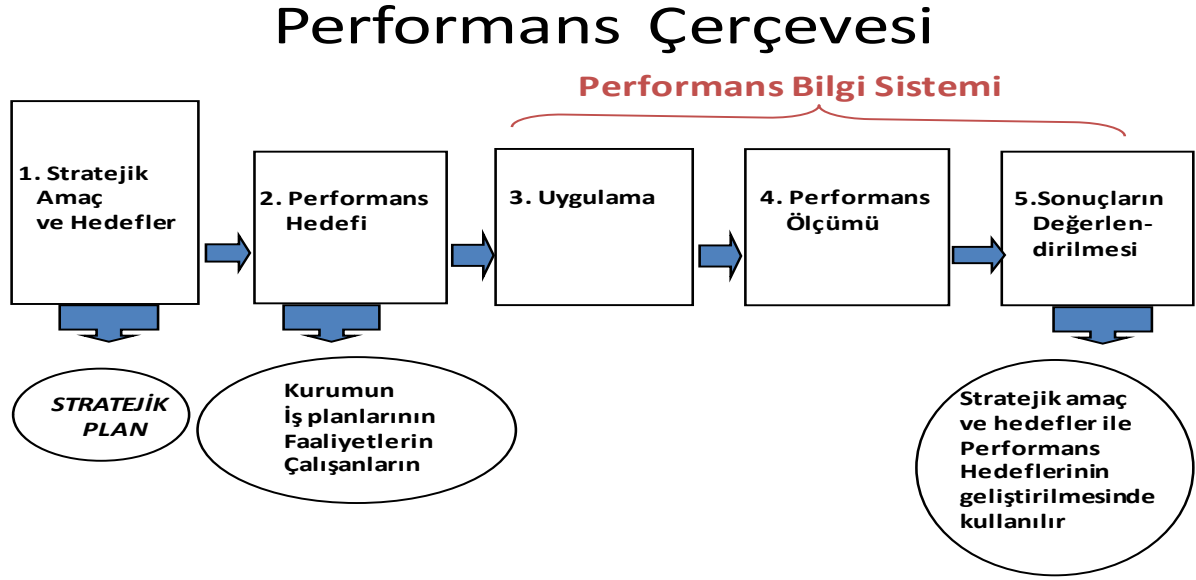 Performans Çerçevesi
Performans Bilgi Sistemi
1. Stratejik
Amaç
ve Hedefler
2. Performans
Hedefi
3. Uygulama
4. Performans
Ölçümü
5.Sonuçların
Değerlen-
dirilmesi
STRATEJİK
PLAN
Kurumun
İş planlarının
Faaliyetlerin
Çalışanların
Stratejik amaç
ve hedefler ile
Performans
Hedeflerinin
geliştirilmesinde
kullanılır